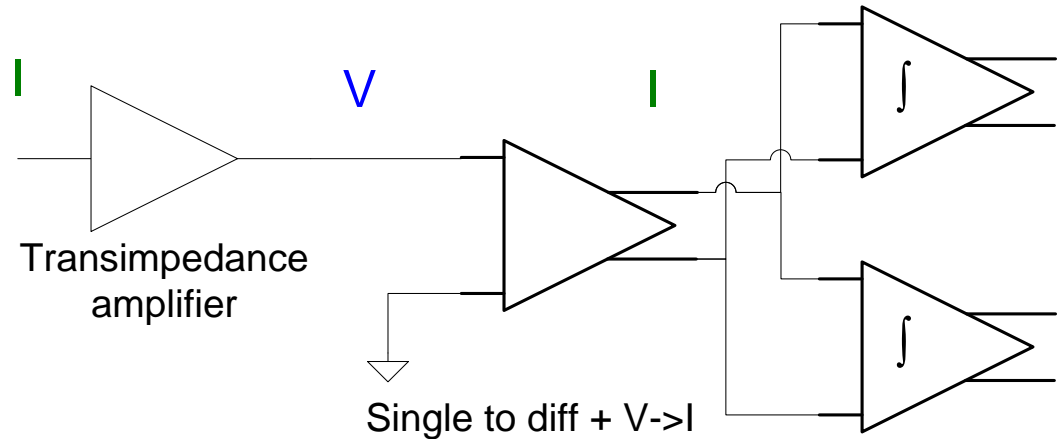 I
V
I
∫
∫
Transimpedance
amplifier
Single to diff + V->I